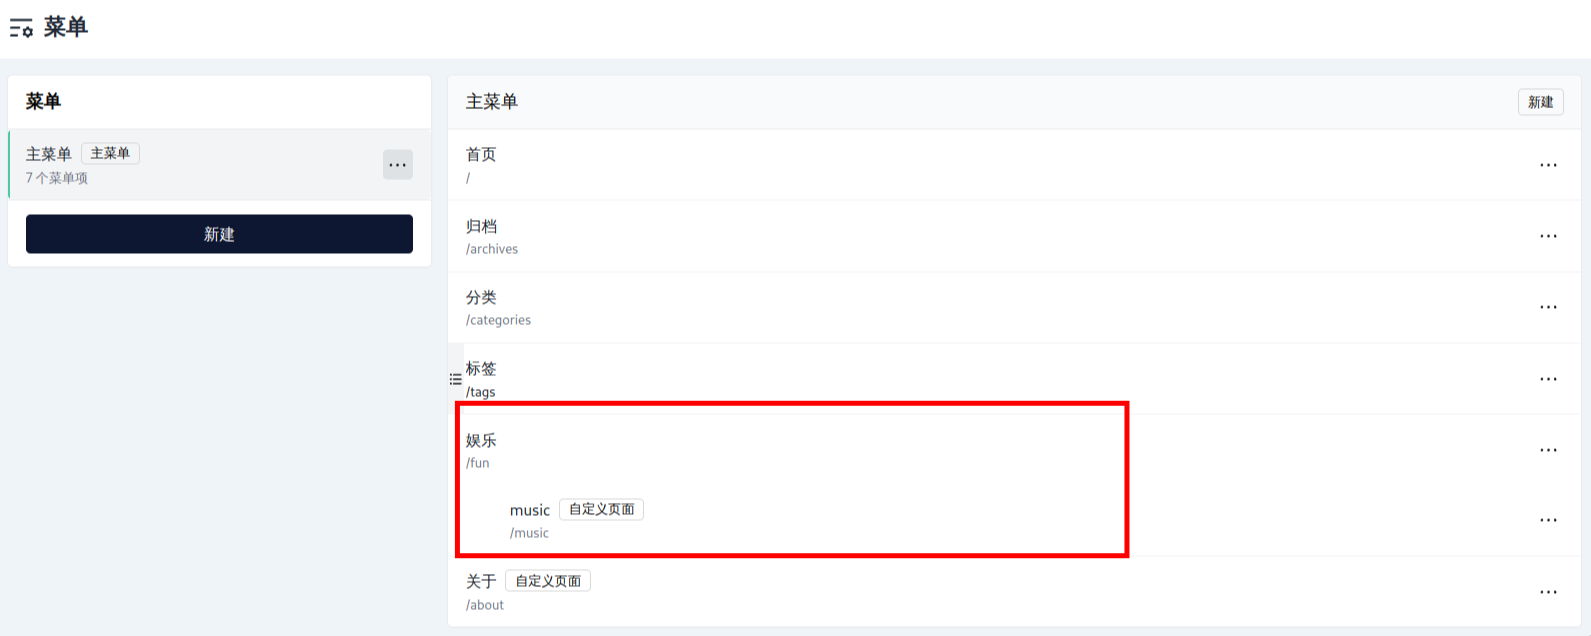 菜单
菜单
主菜单 主菜单
7 个菜单项
新建
主菜单 新建
首页
/
归档
/archives
分类
/categories
标签
/tags
娱乐
/fun
music 自定义页面
/music
关于 自定义页面
/about